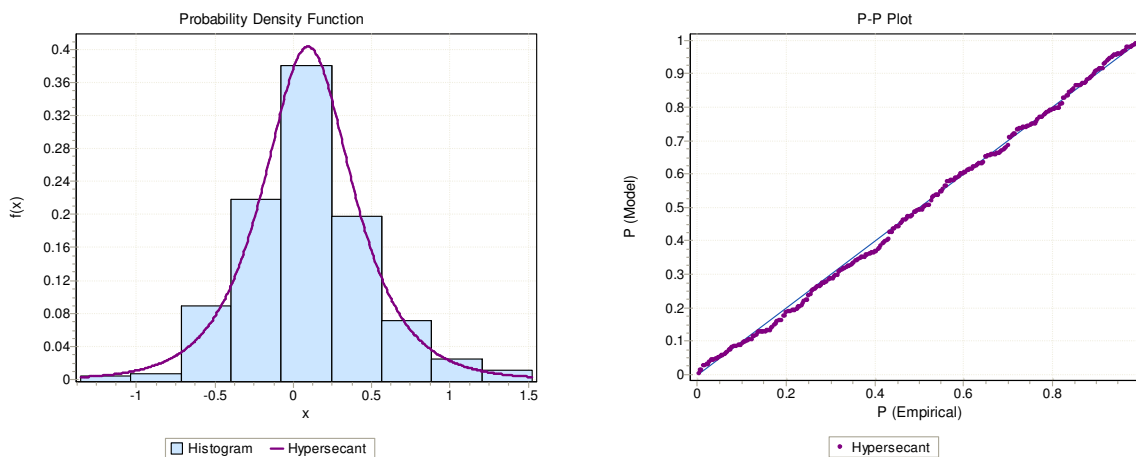 Probability Density Function
f(x)
0.4
0.36
0.32
0.28
0.24
0.2
0.16
0.12
0.08
0.04
0
-1 -0.5 0 0.5 1 1.5
x
Histogram Hypersecant
P-P Plot
P (Model)
1
0.9
0.8
0.7
0.6
0.5
0.4
0.3
0.2
0.1
0.2 0.4 0.6 0.8
P (Empirical)
Hypersecant